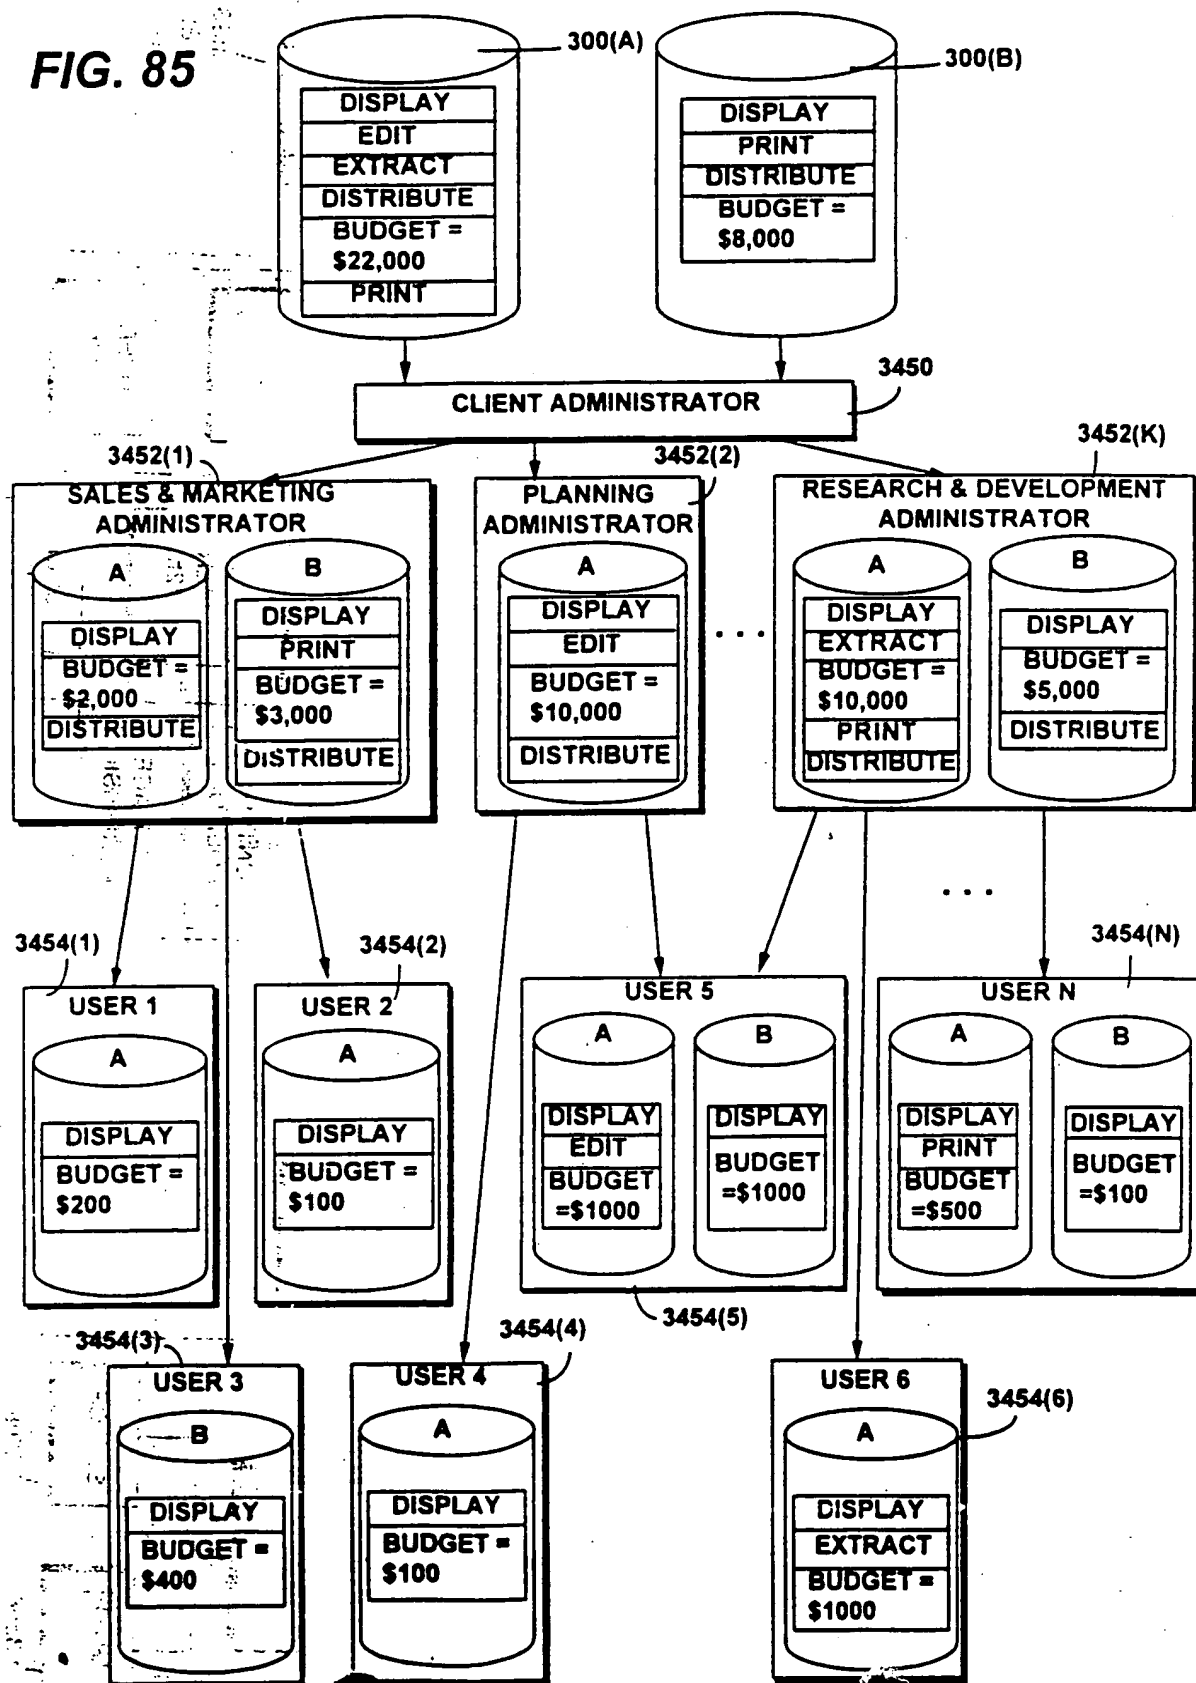 FIG. 85
300(A)
300(B)
DISPLAY
EDIT
EXTRACT
DISTRIBUTE
BUDGET =
$22,000
PRINT
DISPLAY
PRINT
DISTRIBUTE
BUDGET =
$8,000
3450
CLIENT ADMINISTRATOR
3452(1)
3452(2)
3452(K)
SALES & MARKETING
ADMINISTRATOR
A
DISPLAY
BUDGET =
$2,000
DISTRIBUTE
B
DISPLAY
PRINT
BUDGET =
$3,000
DISTRIBUTE
PLANNING
ADMINISTRATOR
A
DISPLAY
EDIT
BUDGET =
$10,000
DISTRIBUTE
. . .
RESEARCH & DEVELOPMENT
ADMINISTRATOR
A
DISPLAY
EXTRACT
BUDGET =
$10,000
PRINT
DISTRIBUTE
B
DISPLAY
BUDGET =
$5,000
DISTRIBUTE
. . .
3454(1)
USER 1
A
DISPLAY
BUDGET =
$200
3454(2)
USER 2
A
DISPLAY
BUDGET =
$100
USER 5
A
DISPLAY
EDIT
BUDGET
=$1000
B
DISPLAY
BUDGET
=$1000
3454(5)
3454(N)
USER N
A
DISPLAY
PRINT
BUDGET
=$500
B
DISPLAY
BUDGET
=$100
3454(3)
USER 3
B
DISPLAY
BUDGET =
$400
3454(4)
USER 4
A
DISPLAY
BUDGET =
$100
USER 6
3454(6)
A
DISPLAY
EXTRACT
BUDGET =
$1000